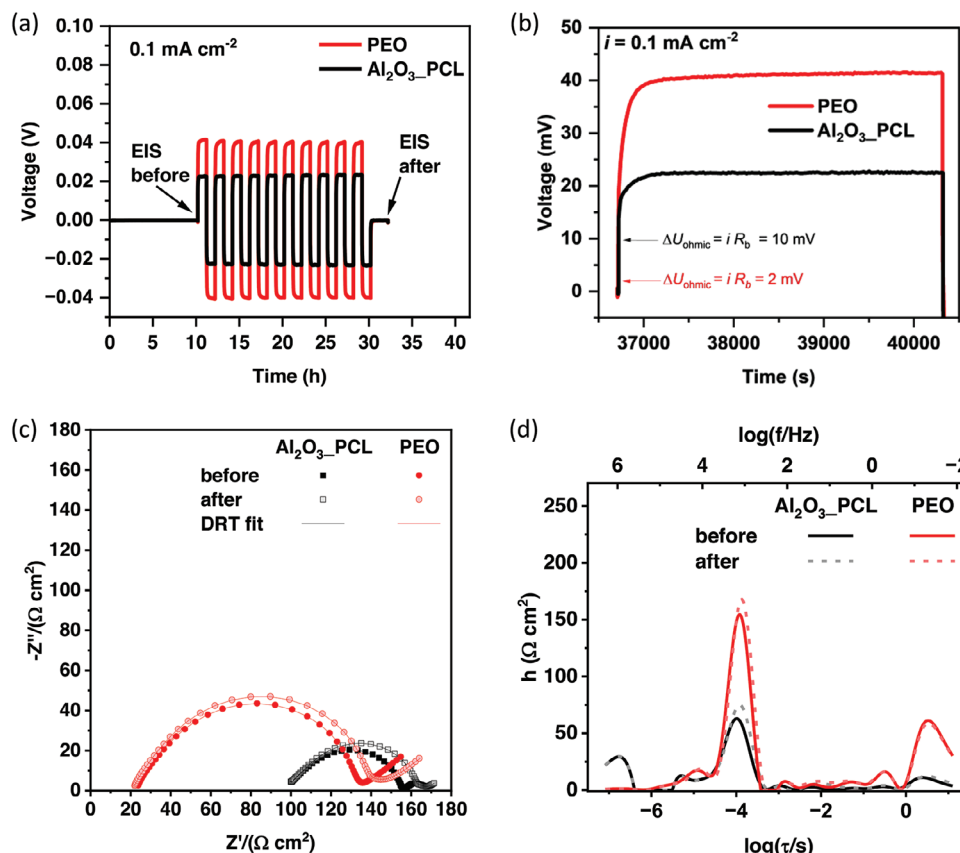 (a)
0.1 mA cm⁻²
PEO
Al₂O₃_PCL
EIS
before
EIS
after
0.10
0.08
0.06
0.04
0.02
0.00
−0.02
−0.04
Voltage (V)
0 5 10 15 20 25 30 35 40
Time (h)
(b)
i = 0.1 mA cm⁻²
PEO
Al₂O₃_PCL
ΔU_ohmic = i R_b = 10 mV
ΔU_ohmic = i R_b = 2 mV
50
40
30
20
10
0
Voltage (mV)
37000 38000 39000 40000
Time (s)
(c)
Al₂O₃_PCL PEO
before
after
DRT fit
180
160
140
120
100
80
60
40
20
0
-Z''/(Ω cm²)
0 20 40 60 80 100 120 140 160 180
Z'/(Ω cm²)
(d)
log(f/Hz)
6 4 2 0 −2
Al₂O₃_PCL PEO
before
after
250
200
150
100
50
0
h (Ω cm²)
−6 −4 −2 0
log(τ/s)